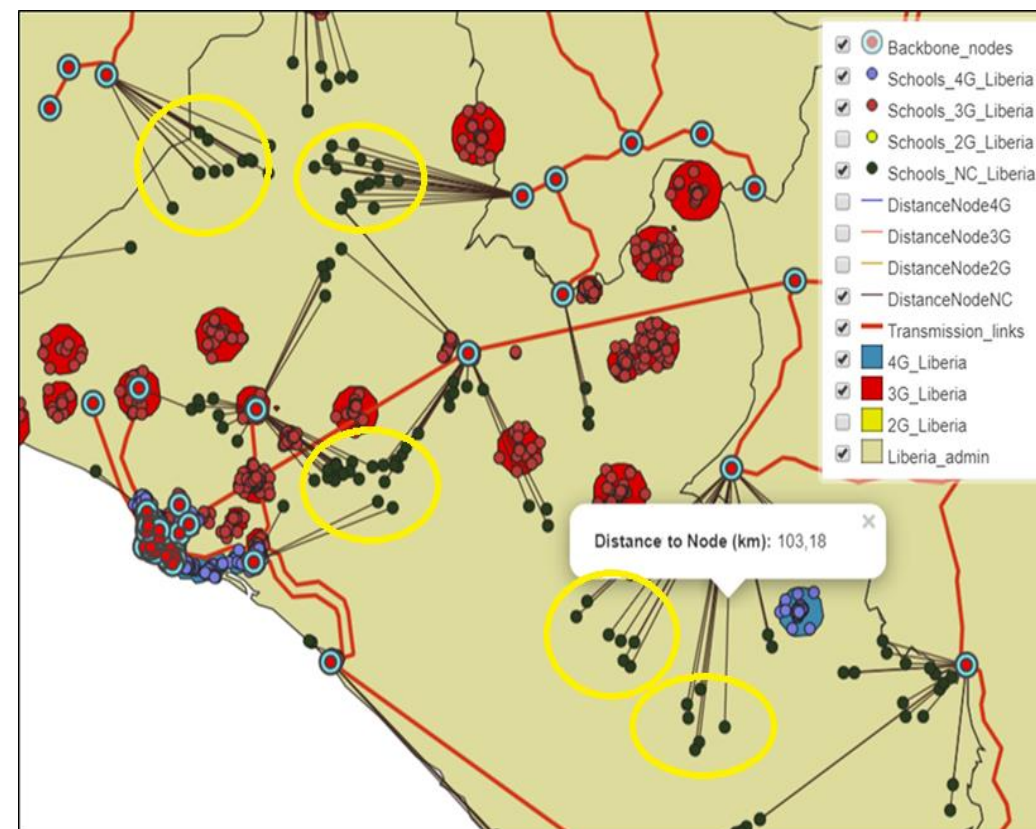 Backbone_nodes
Schools_4G_Liberia
Schools_3G_Liberia
Schools_2G_Liberia
Schools_NC_Liberia
DistanceNode4G
DistanceNode3G
DistanceNode2G
DistanceNodeNC
Transmission_links
4G_Liberia
3G_Liberia
2G_Liberia
Liberia_admin
×
Distance to Node (km): 103,18